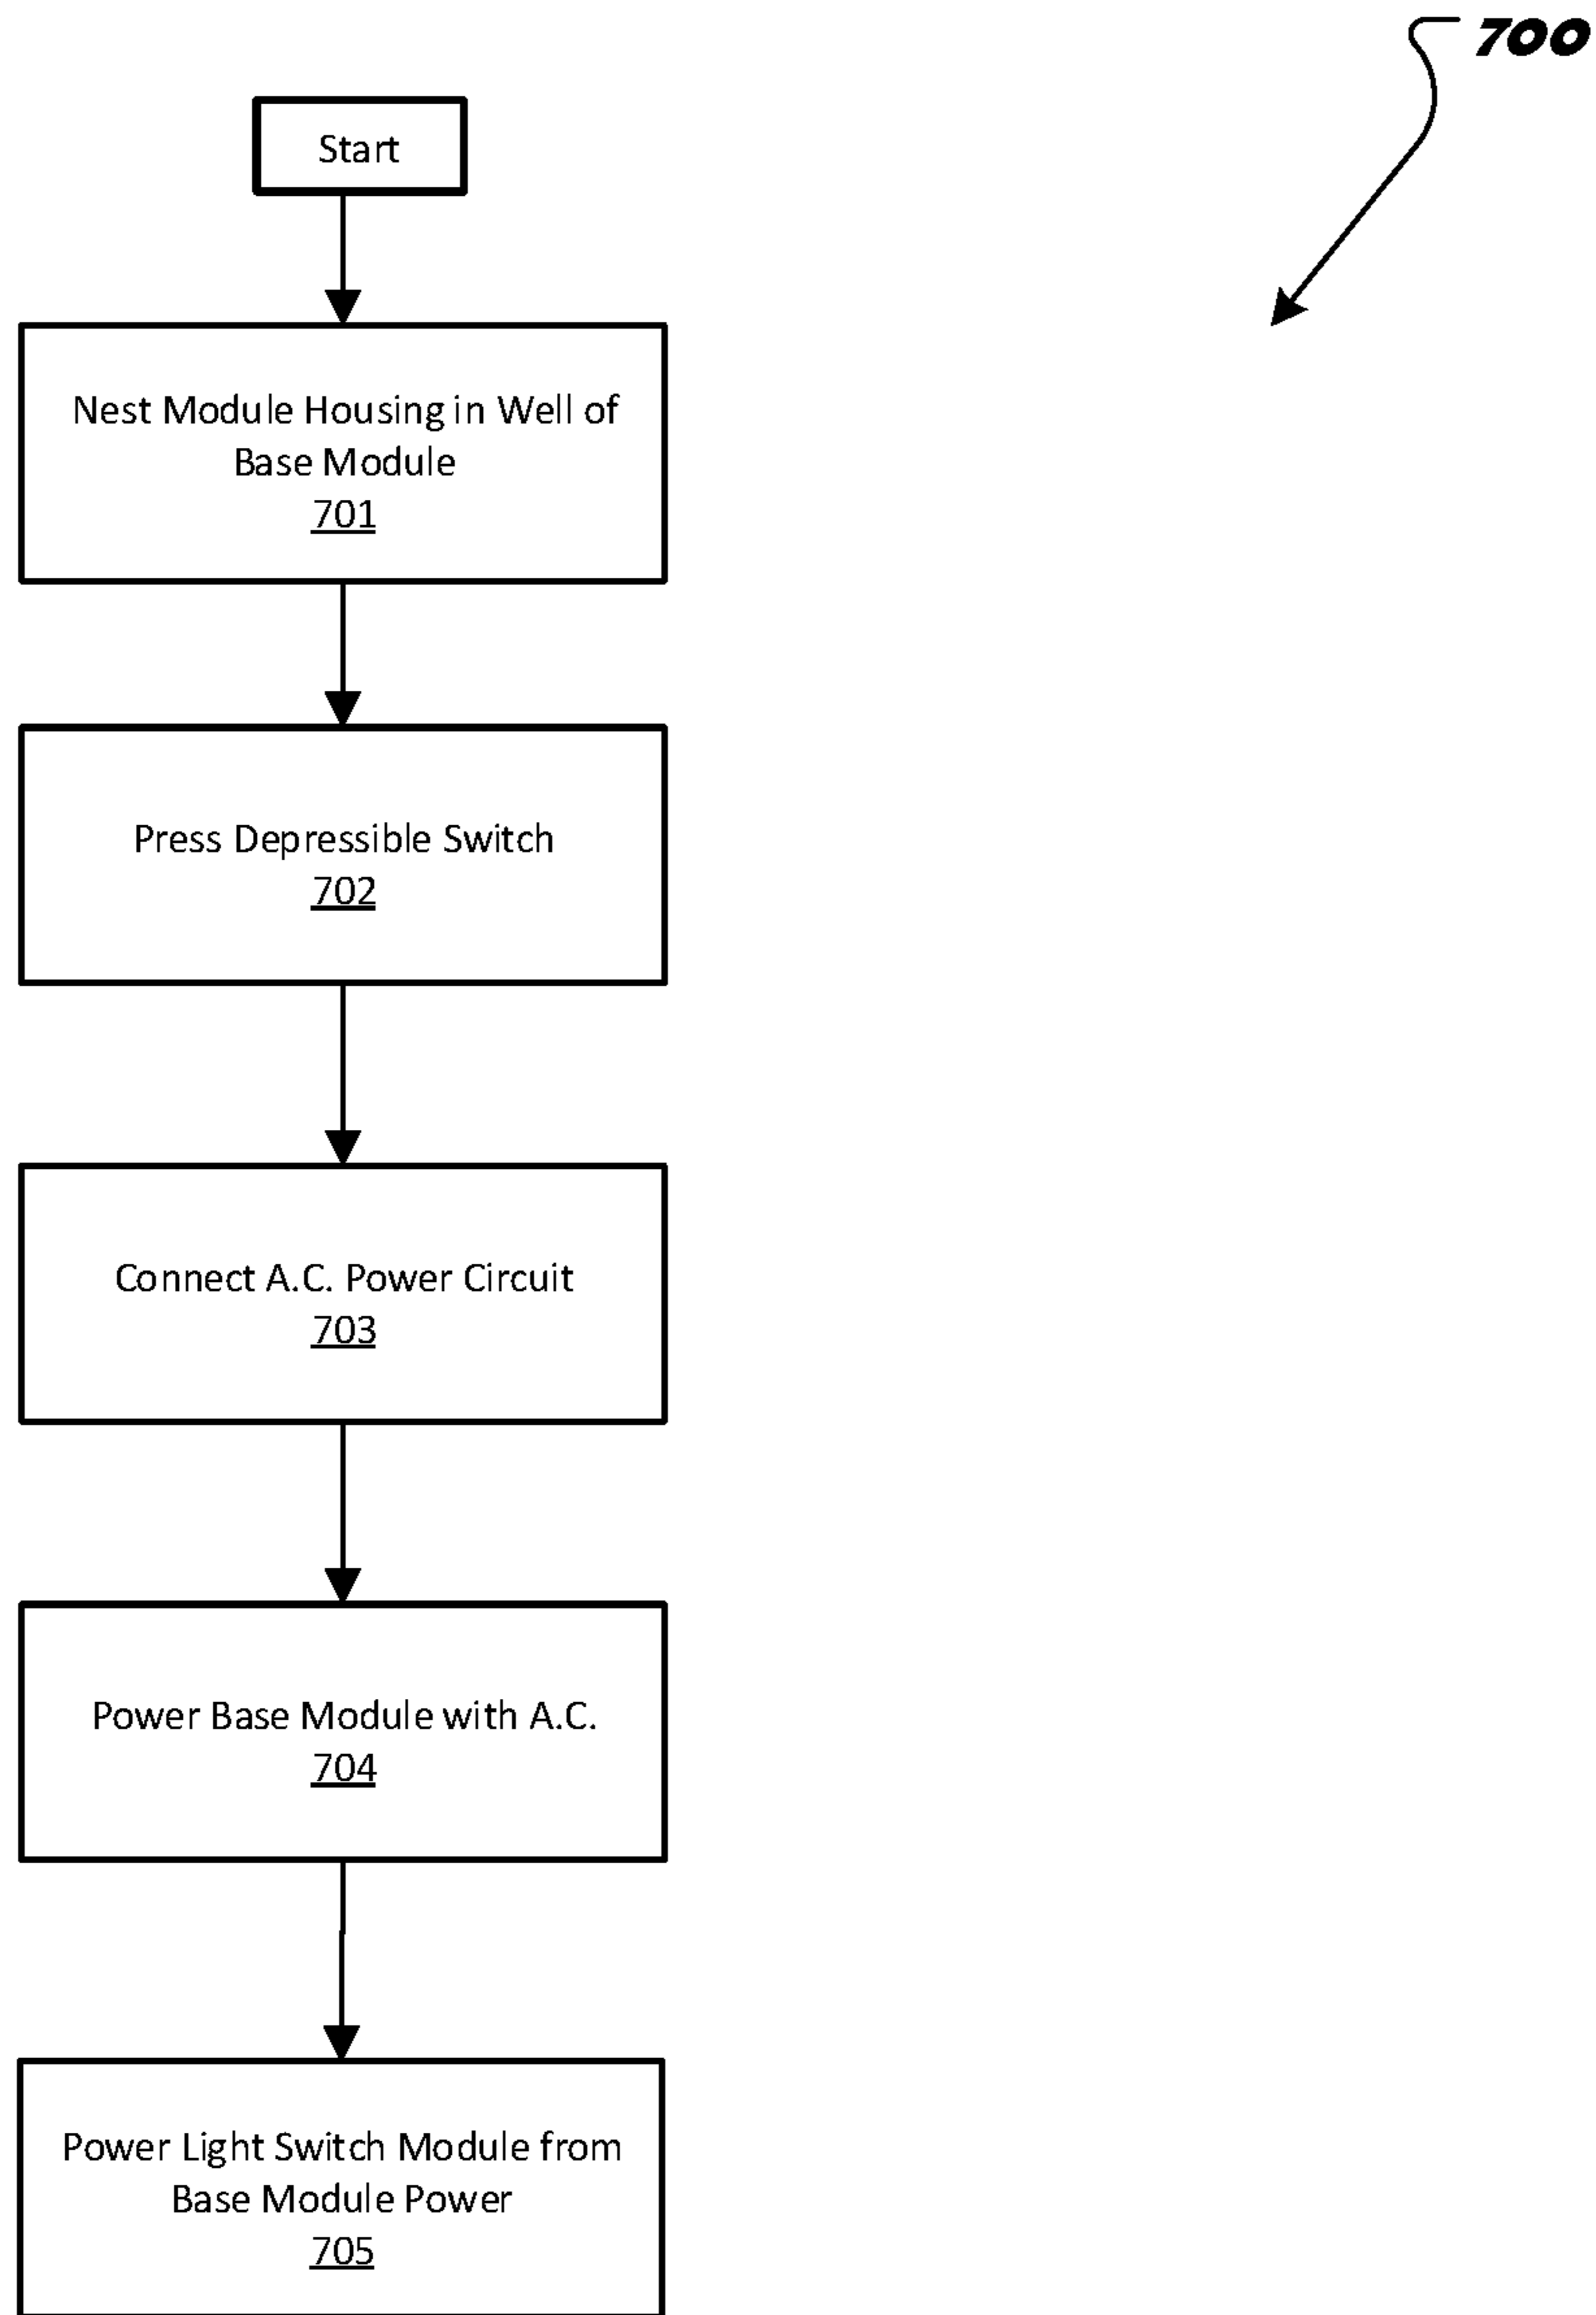 700
Start
Nest Module Housing in Well of
Base Module
701
Press Depressible Switch
702
Connect A.C. Power Circuit
703
Power Base Module with A.C.
704
Power Light Switch Module from
Base Module Power
705